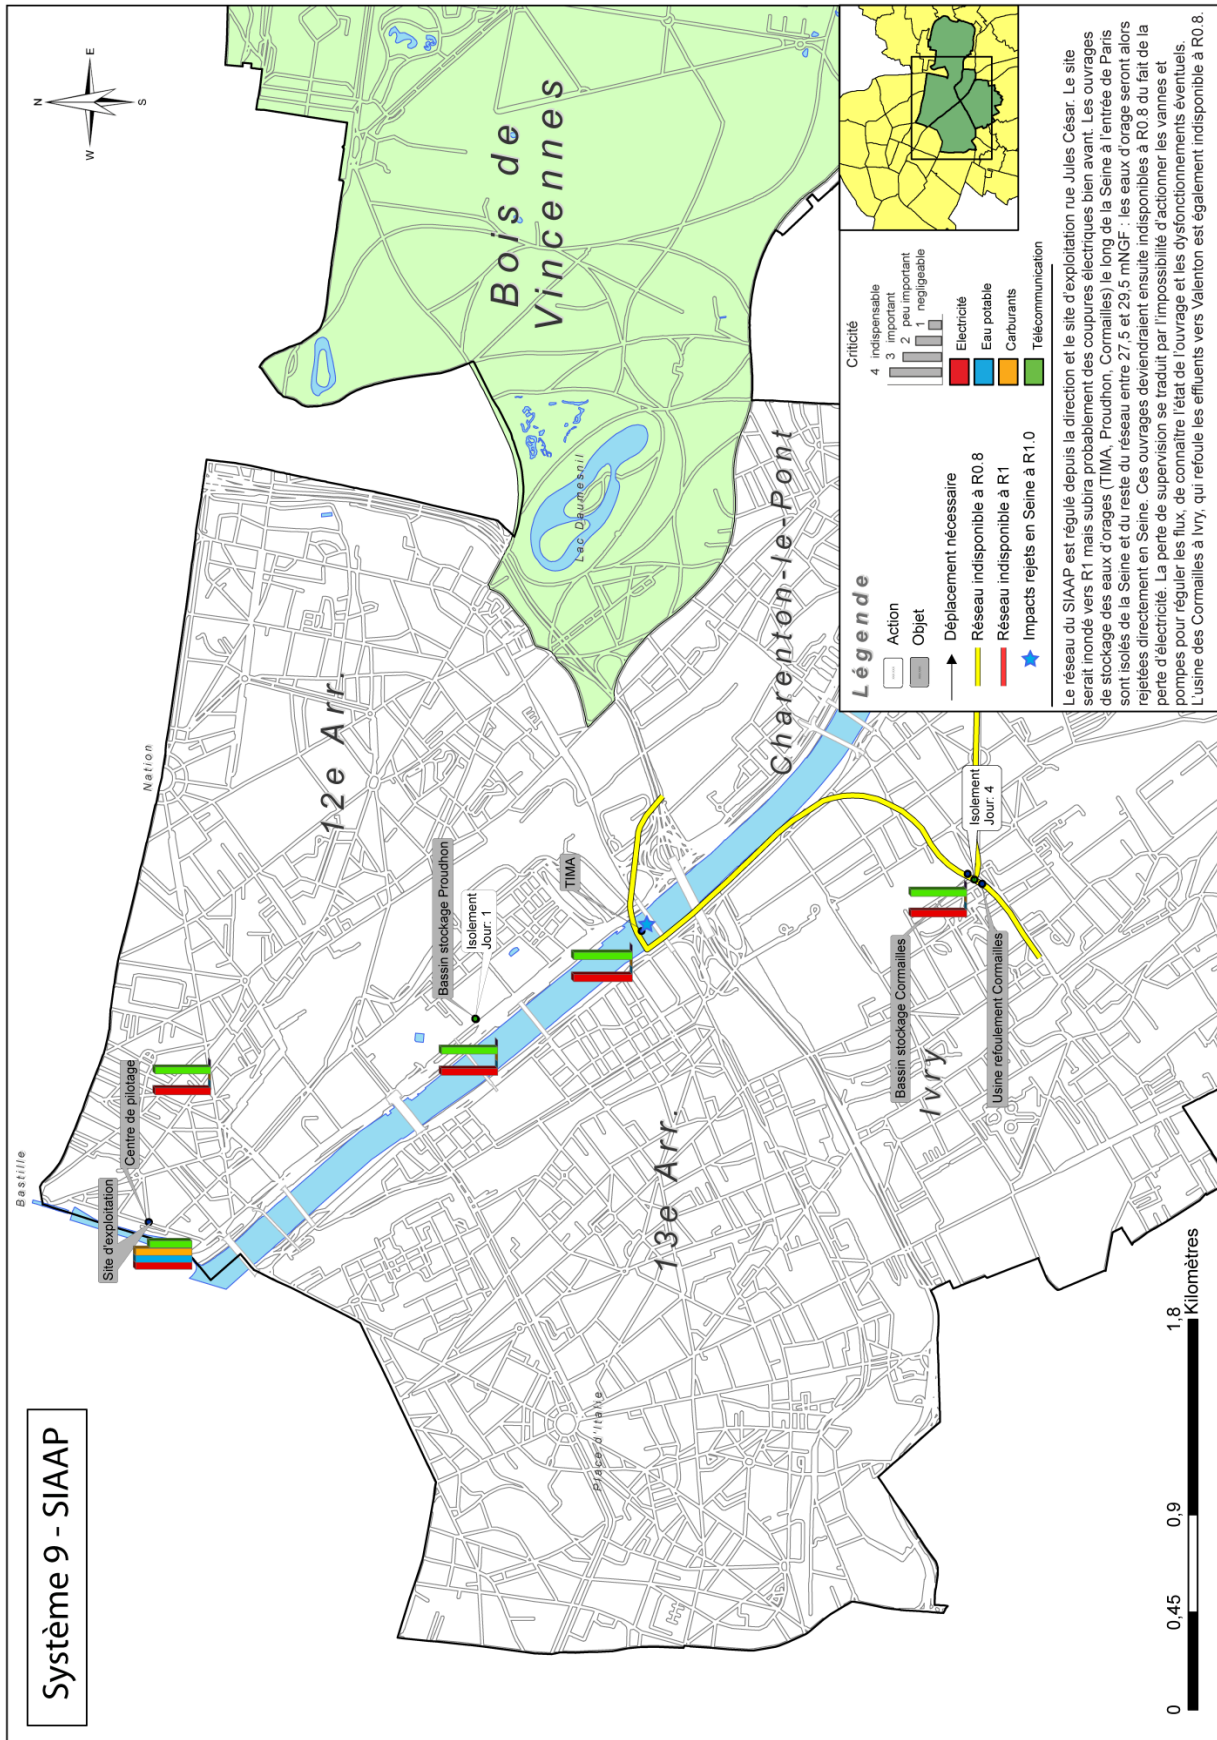 Système 9 - SIAAP
N
W
E
S
Bastille
Nation
Site d'exploitation
Centre de pilotage
12e Arr.
Bois de
Vincennes
Lac Daumesnil
Bassin stockage Proudhon
Isolement
Jour: 1
TIMA
Charenton-le-Pont
13e Arr.
Place d'Italie
Ivry
Bassin stockage Cormailles
Usine refoulement Cormailles
Isolement
Jour: 4
0
0,45
0,9
1,8
Kilomètres
Légende
Action
Objet
Déplacement nécessaire
Réseau indisponible à R0.8
Réseau indisponible à R1
Impacts rejets en Seine à R1.0
Criticité
4 indispensable
3 important
2 peu important
1 negligeable
Electricité
Eau potable
Carburants
Télécommunication
Le réseau du SIAAP est régulé depuis la direction et le site d'exploitation rue Jules César. Le site
serait inondé vers R1 mais subira probablement des coupures électriques bien avant. Les ouvrages
de stockage des eaux d'orages (TIMA, Proudhon, Cormailles) le long de la Seine à l'entrée de Paris
sont isolés de la Seine et du reste du réseau entre 27,5 et 29,5 mNGF : les eaux d'orage seront alors
rejetées directement en Seine. Ces ouvrages deviendraient ensuite indisponibles à R0.8 du fait de la
perte d'électricité. La perte de supervision se traduit par l'impossibilité d'actionner les vannes et
pompes pour réguler les flux, de connaître l'état de l'ouvrage et les dysfonctionnements éventuels.
L'usine des Cormailles à Ivry, qui refoule les effluents vers Valenton est également indisponible à R0.8.